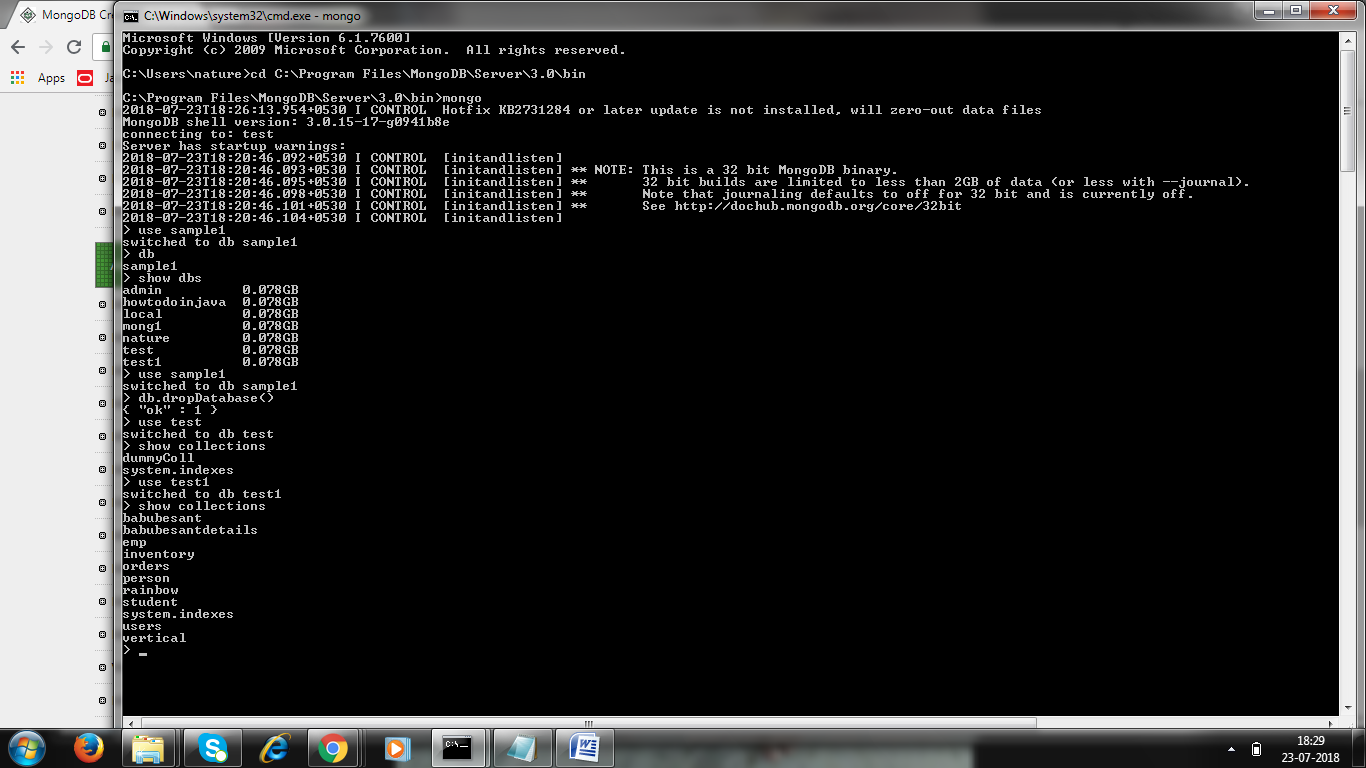 MongoDB Cr
C:\Windows\system32\cmd.exe - mongo
Apps
Ja
Microsoft Windows [Version 6.1.7600]
Copyright (c) 2009 Microsoft Corporation.  All rights reserved.
C:\Users\nature>cd C:\Program Files\MongoDB\Server\3.0\bin
C:\Program Files\MongoDB\Server\3.0\bin>mongo
2018-07-23T18:26:13.954+0530 I CONTROL  Hotfix KB2731284 or later update is not installed, will zero-out data files
MongoDB shell version: 3.0.15-17-g0941b8e
connecting to: test
Server has startup warnings:
2018-07-23T18:20:46.092+0530 I CONTROL  [initandlisten]
2018-07-23T18:20:46.093+0530 I CONTROL  [initandlisten] ** NOTE: This is a 32 bit MongoDB binary.
2018-07-23T18:20:46.095+0530 I CONTROL  [initandlisten] **       32 bit builds are limited to less than 2GB of data (or less with --journal).
2018-07-23T18:20:46.098+0530 I CONTROL  [initandlisten] **       Note that journaling defaults to off for 32 bit and is currently off.
2018-07-23T18:20:46.101+0530 I CONTROL  [initandlisten] **       See http://dochub.mongodb.org/core/32bit
2018-07-23T18:20:46.104+0530 I CONTROL  [initandlisten]
> use sample1
switched to db sample1
> db
sample1
> show dbs
admin          0.078GB
howtodoinjava  0.078GB
local          0.078GB
mong1          0.078GB
nature         0.078GB
test           0.078GB
test1          0.078GB
> use sample1
switched to db sample1
> db.dropDatabase()
{ "ok" : 1 }
> use test
switched to db test
> show collections
dummyColl
system.indexes
> use test1
switched to db test1
> show collections
babubesant
babubesantdetails
emp
inventory
orders
person
rainbow
student
system.indexes
users
vertical
> _
18:29
23-07-2018